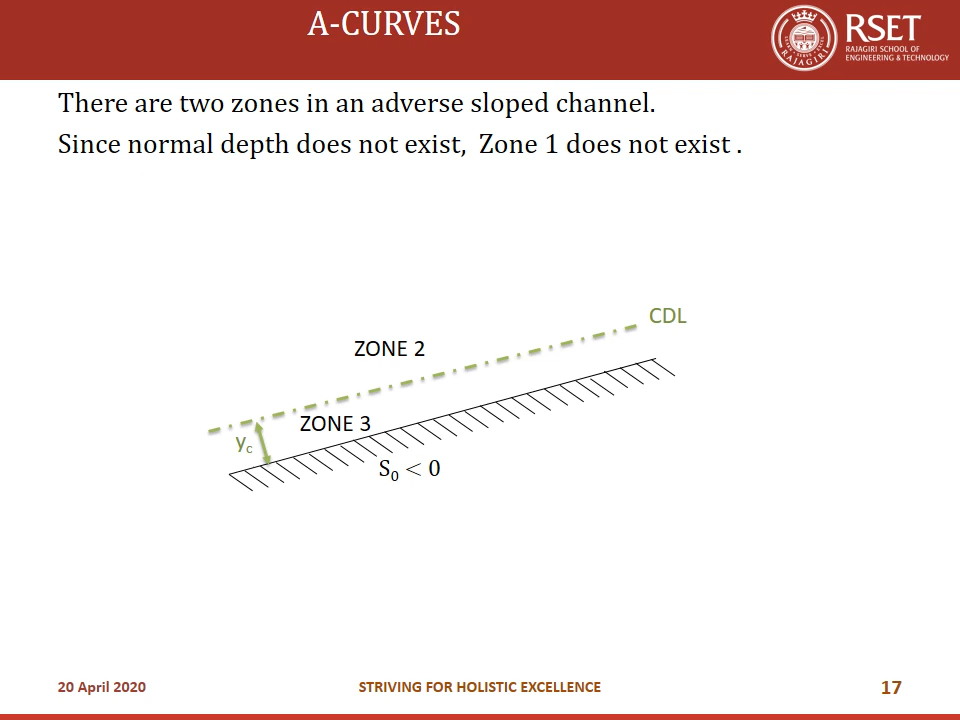 A-CURVES
RSET
RAJAGIRI SCHOOL OF
ENGINEERING & TECHNOLOGY
There are two zones in an adverse sloped channel.
Since normal depth does not exist, Zone 1 does not exist .
CDL
ZONE 2
ZONE 3
yc
S0 < 0
20 April 2020
STRIVING FOR HOLISTIC EXCELLENCE
17